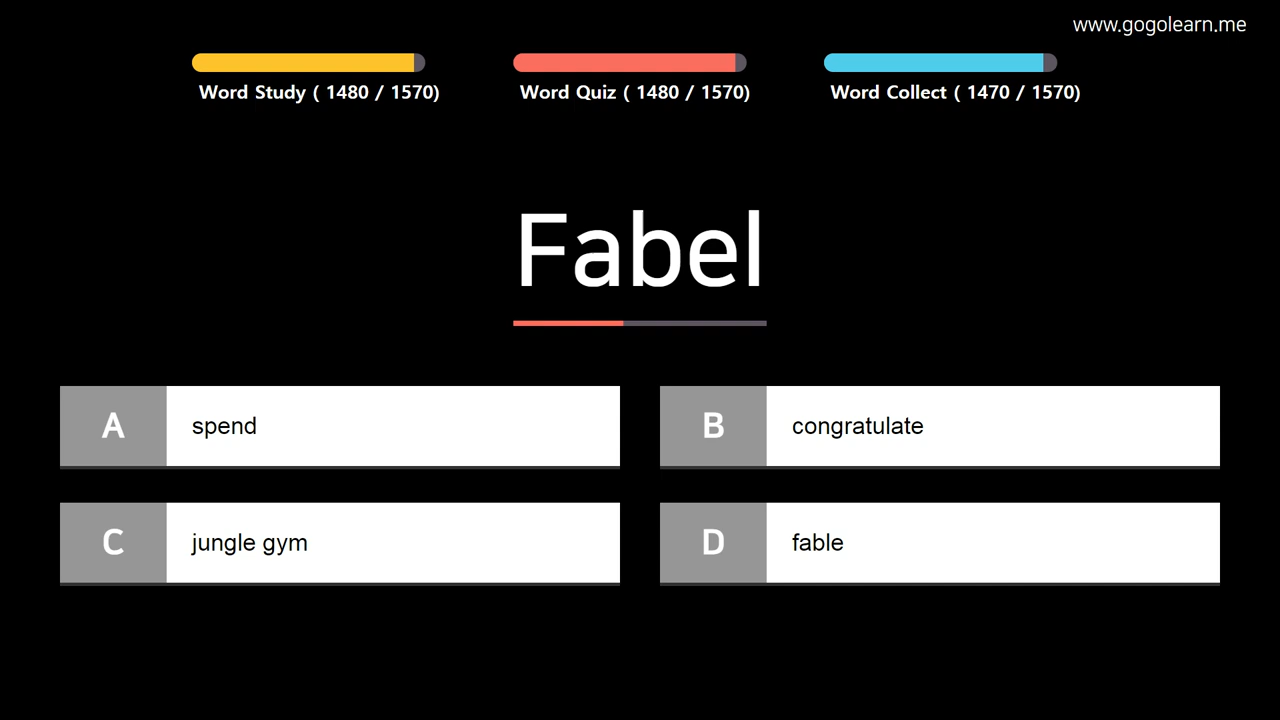 www.gogolearn.me
Word Study ( 1480 / 1570)
Word Quiz ( 1480 / 1570)
Word Collect ( 1470 / 1570)
Fabel
A
spend
B
congratulate
C
jungle gym
D
fable